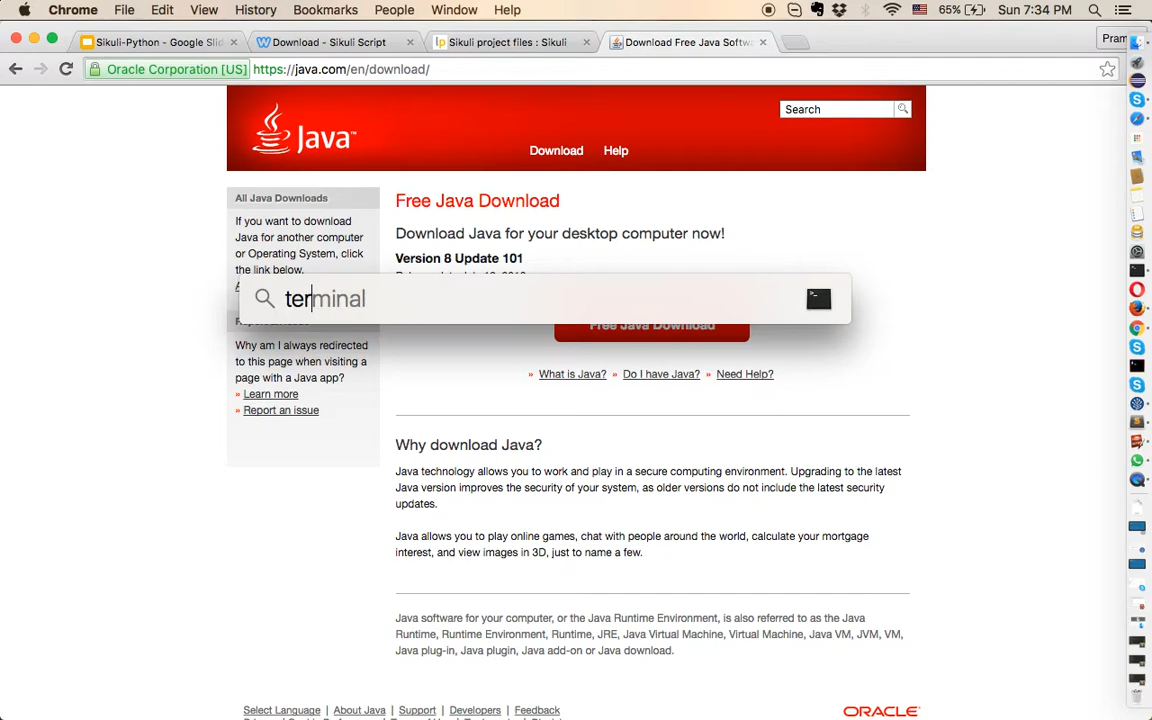 Chrome File Edit View History Bookmarks People Window Help 65% Sun 7:34 PM
Sikuli-Python - Google Slid Download - Sikuli Script Sikuli project files : Sikuli Download Free Java Softw Pram
Oracle Corporation [US] https://java.com/en/download/
Java™
Search
Download Help
All Java Downloads
If you want to download
Java for another computer
or Operating System, click
the link below.
Free Java Download
Download Java for your desktop computer now!
Version 8 Update 101
terminal
Free Java Download
Why am I always redirected
to this page when visiting a
page with a Java app?
» Learn more
» Report an issue
» What is Java? » Do I have Java? » Need Help?
Why download Java?
Java technology allows you to work and play in a secure computing environment. Upgrading to the latest
Java version improves the security of your system, as older versions do not include the latest security
updates.
Java allows you to play online games, chat with people around the world, calculate your mortgage
interest, and view images in 3D, just to name a few.
Java software for your computer, or the Java Runtime Environment, is also referred to as the Java
Runtime, Runtime Environment, Runtime, JRE, Java Virtual Machine, Virtual Machine, Java VM, JVM, VM,
Java plug-in, Java plugin, Java add-on or Java download.
Select Language | About Java | Support | Developers | Feedback
ORACLE